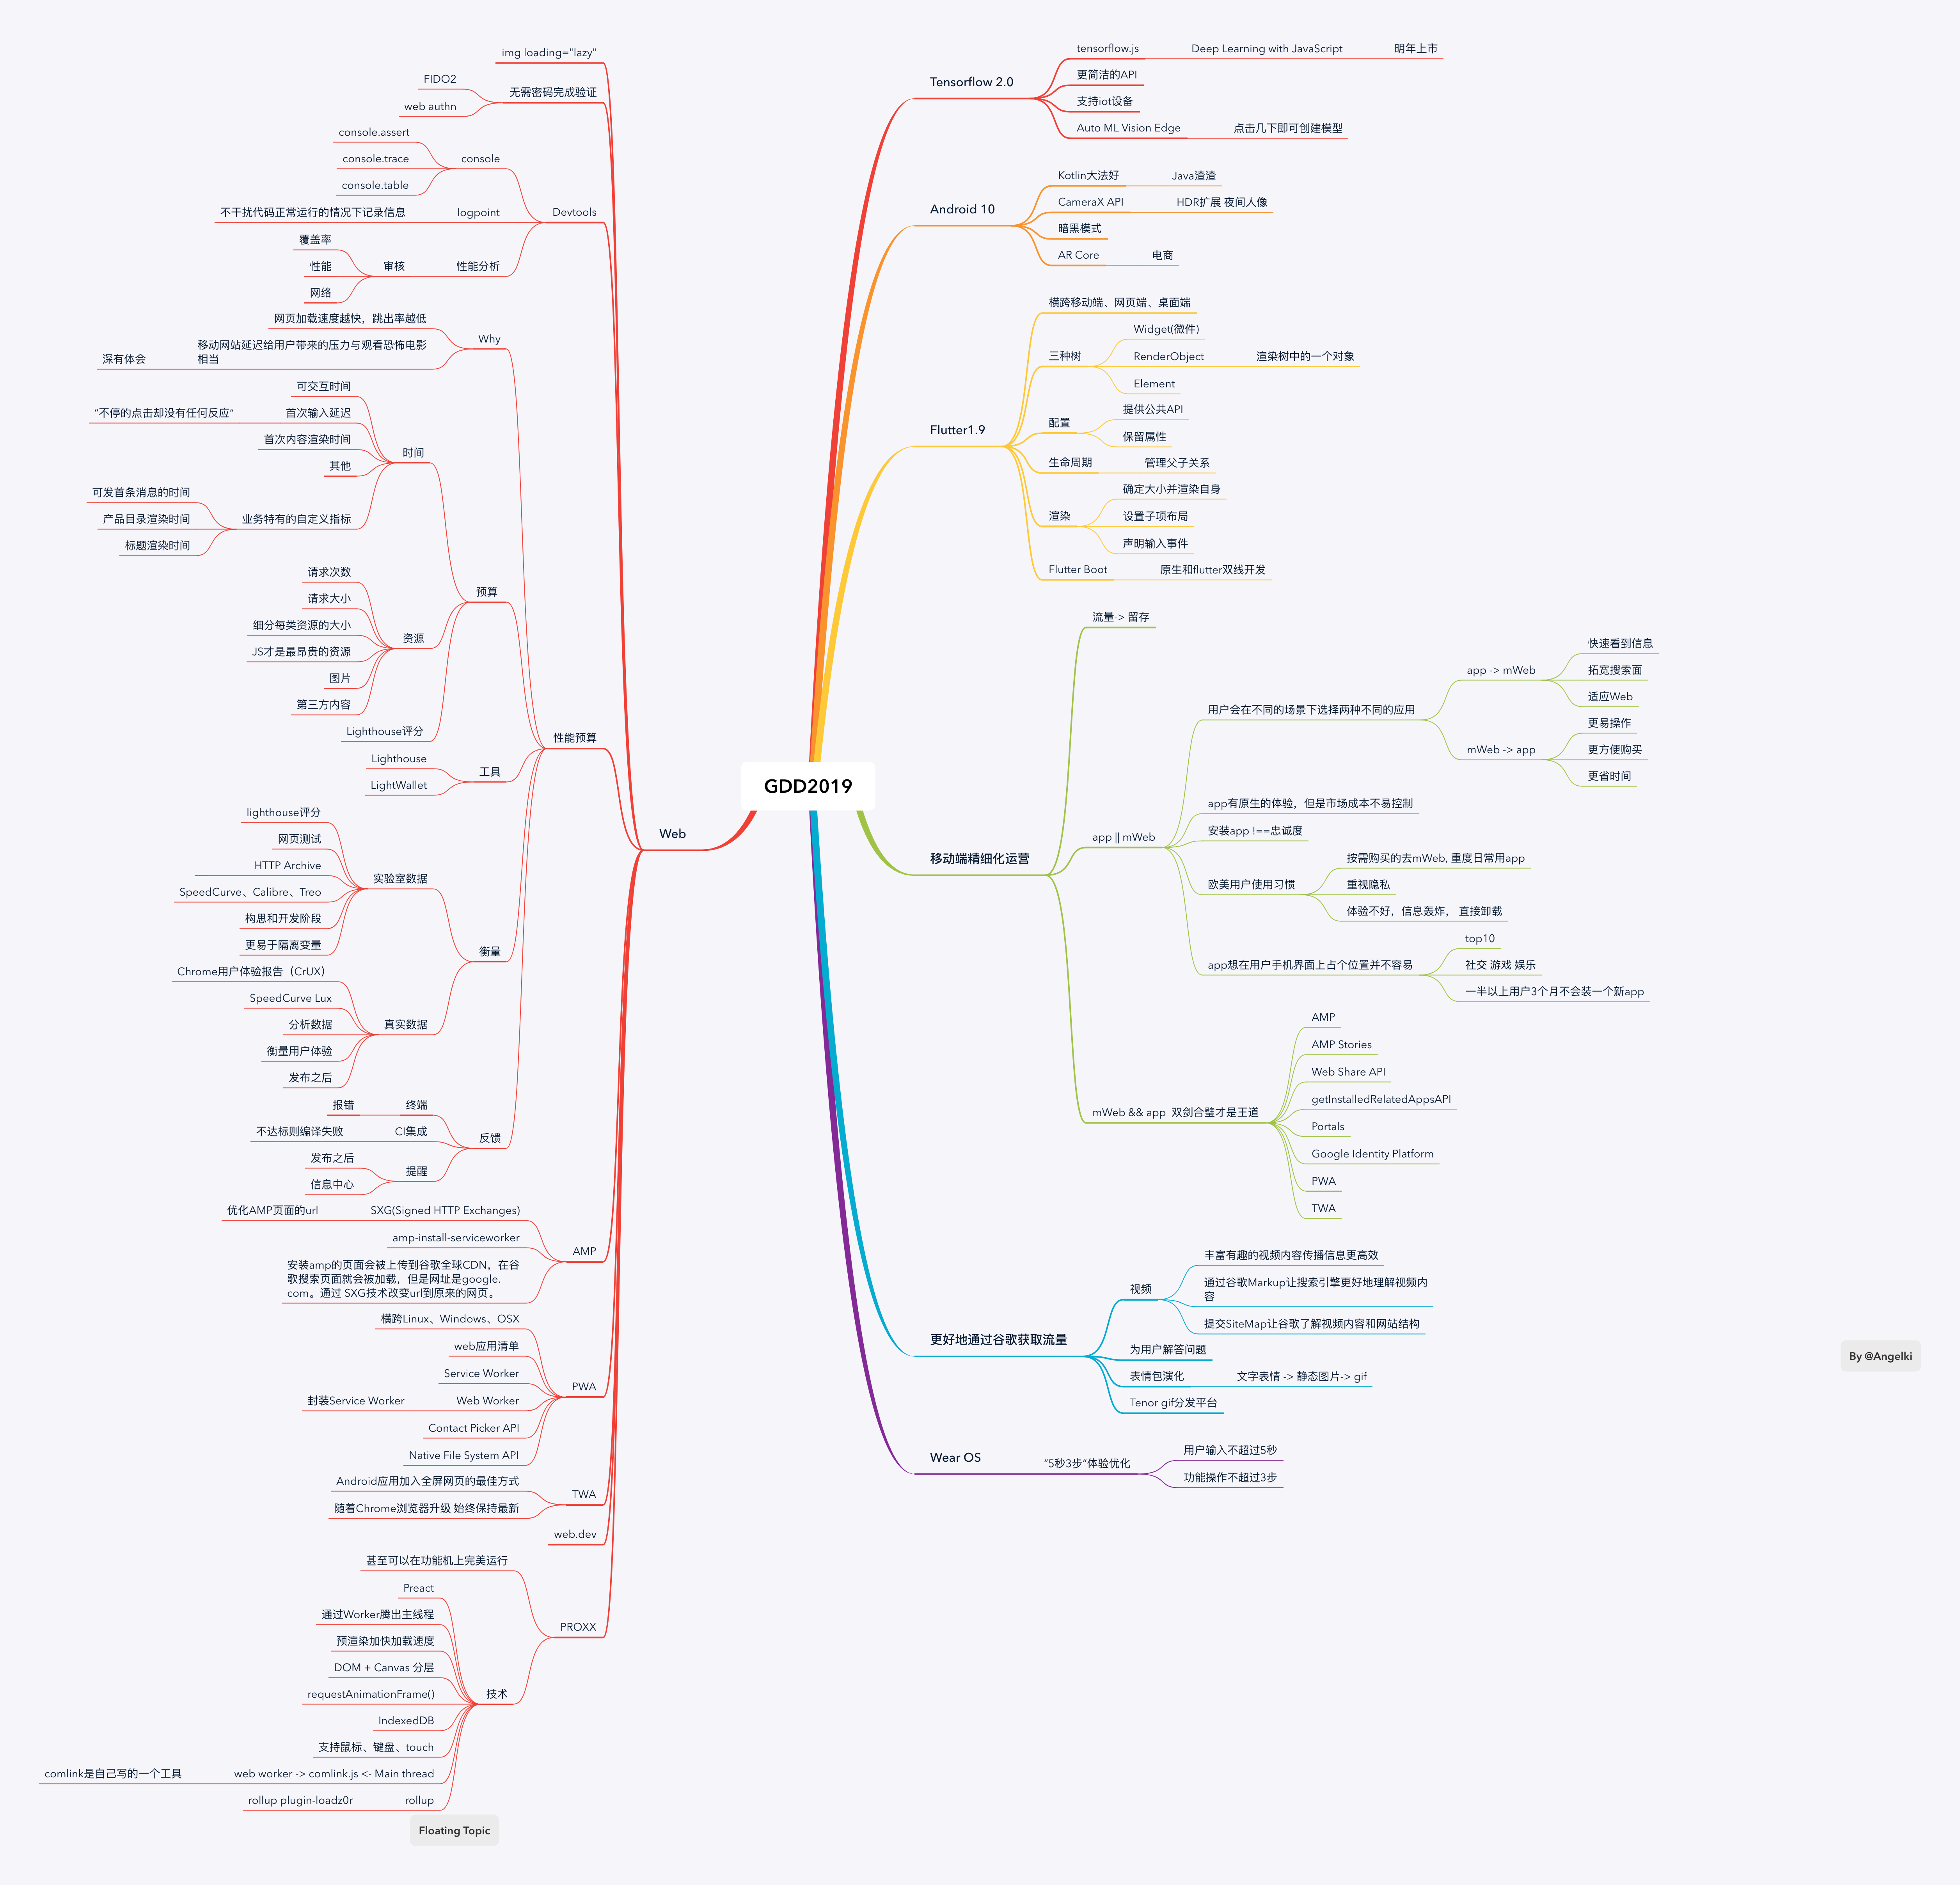 GDD2019
Tensorflow 2.0
tensorflow.js
Deep Learning with JavaScript
明年上市
更简洁的API
支持iot设备
Auto ML Vision Edge
点击几下即可创建模型
Android 10
Kotlin大法好
Java渣渣
CameraX API
HDR扩展 夜间人像
暗黑模式
AR Core
电商
Flutter1.9
横跨移动端、网页端、桌面端
三种树
Widget(微件)
RenderObject
渲染树中的一个对象
Element
配置
提供公共API
保留属性
生命周期
管理父子关系
渲染
确定大小并渲染自身
设置子项布局
声明输入事件
Flutter Boot
原生和flutter双线开发
移动端精细化运营
流量-> 留存
app || mWeb
用户会在不同的场景下选择两种不同的应用
app -> mWeb
快速看到信息
拓宽搜索面
适应Web
mWeb -> app
更易操作
更方便购买
更省时间
app有原生的体验，但是市场成本不易控制
安装app !==忠诚度
欧美用户使用习惯
按需购买的去mWeb, 重度日常用app
重视隐私
体验不好，信息轰炸， 直接卸载
app想在用户手机界面上占个位置并不容易
top10
社交 游戏 娱乐
一半以上用户3个月不会装一个新app
mWeb && app 双剑合璧才是王道
AMP
AMP Stories
Web Share API
getInstalledRelatedAppsAPI
Portals
Google Identity Platform
PWA
TWA
更好地通过谷歌获取流量
视频
丰富有趣的视频内容传播信息更高效
通过谷歌Markup让搜索引擎更好地理解视频内
容
提交SiteMap让谷歌了解视频内容和网站结构
为用户解答问题
表情包演化
文字表情 -> 静态图片-> gif
Tenor gif分发平台
Wear OS
“5秒3步”体验优化
用户输入不超过5秒
功能操作不超过3步
Web
img loading="lazy"
无需密码完成验证
FIDO2
web authn
Devtools
console
console.assert
console.trace
console.table
logpoint
不干扰代码正常运行的情况下记录信息
性能分析
审核
覆盖率
性能
网络
性能预算
Why
网页加载速度越快，跳出率越低
移动网站延迟给用户带来的压力与观看恐怖电影
相当
深有体会
预算
时间
可交互时间
首次输入延迟
“不停的点击却没有任何反应”
首次内容渲染时间
其他
业务特有的自定义指标
可发首条消息的时间
产品目录渲染时间
标题渲染时间
资源
请求次数
请求大小
细分每类资源的大小
JS才是最昂贵的资源
图片
第三方内容
Lighthouse评分
工具
Lighthouse
LightWallet
衡量
实验室数据
lighthouse评分
网页测试
HTTP Archive
SpeedCurve、Calibre、Treo
构思和开发阶段
更易于隔离变量
真实数据
Chrome用户体验报告（CrUX）
SpeedCurve Lux
分析数据
衡量用户体验
发布之后
反馈
终端
报错
CI集成
不达标则编译失败
提醒
发布之后
信息中心
AMP
SXG(Signed HTTP Exchanges)
优化AMP页面的url
amp-install-serviceworker
安装amp的页面会被上传到谷歌全球CDN，在谷
歌搜索页面就会被加载，但是网址是google.
com。通过 SXG技术改变url到原来的网页。
PWA
横跨Linux、Windows、OSX
web应用清单
Service Worker
Web Worker
封装Service Worker
Contact Picker API
Native File System API
TWA
Android应用加入全屏网页的最佳方式
随着Chrome浏览器升级 始终保持最新
web.dev
PROXX
甚至可以在功能机上完美运行
技术
Preact
通过Worker腾出主线程
预渲染加快加载速度
DOM + Canvas 分层
requestAnimationFrame()
IndexedDB
支持鼠标、键盘、touch
web worker -> comlink.js <- Main thread
comlink是自己写的一个工具
rollup
rollup plugin-loadz0r
Floating Topic
By @Angelki